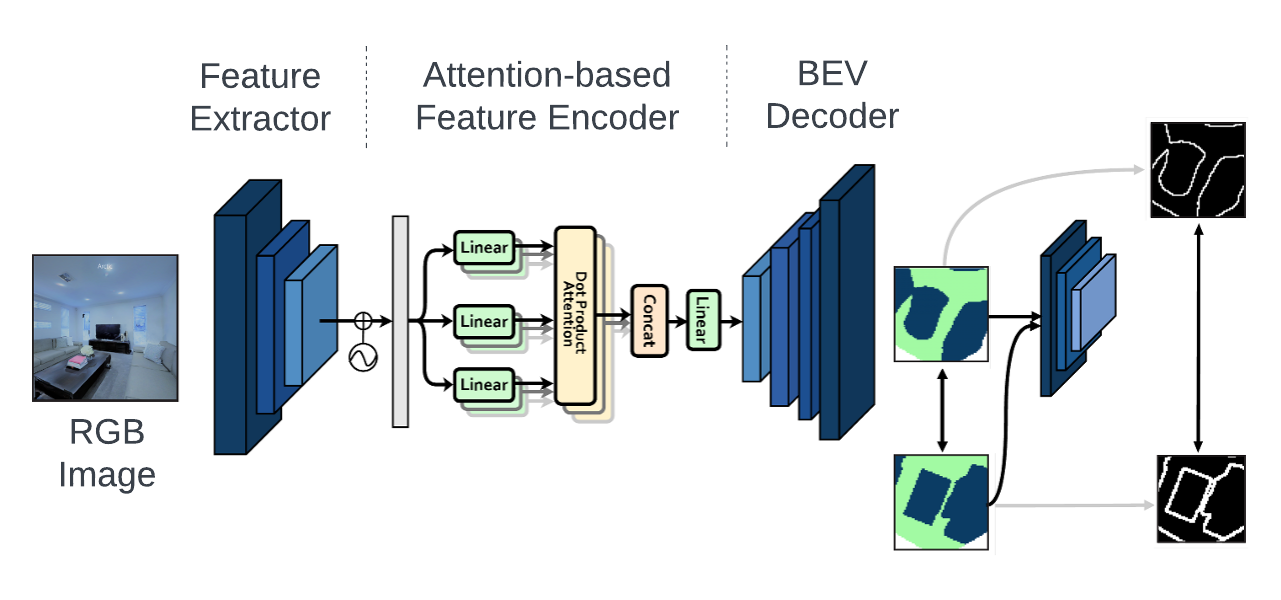 Feature
Extractor
Attention-based
Feature Encoder
BEV
Decoder
RGB
Image
Linear
Linear
Linear
Dot Product
Attention
Concat
Linear